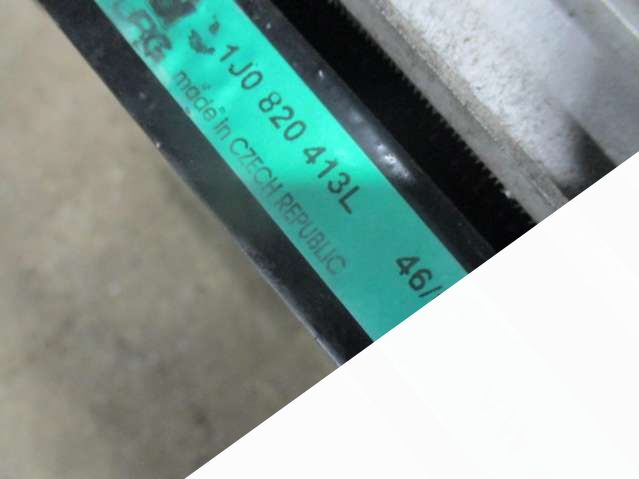 1J0 820 413L
made in CZECH REPUBLIC
46/